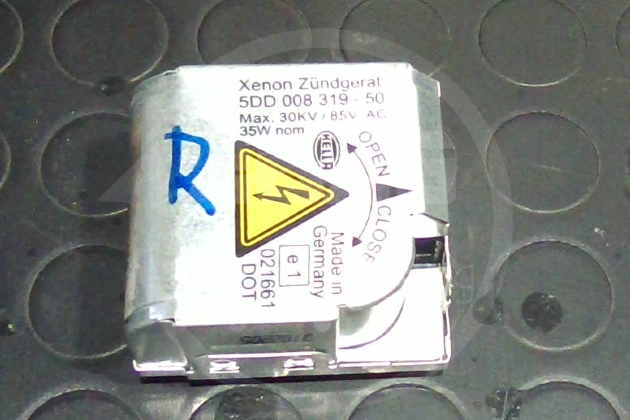 Xenon Zündgerät
5DD 008 319 - 50
Max. 30KV / 85V AC
35W nom
HELLA
OPEN
CLOSE
R
Made in
Germany
e1
021661
DOT